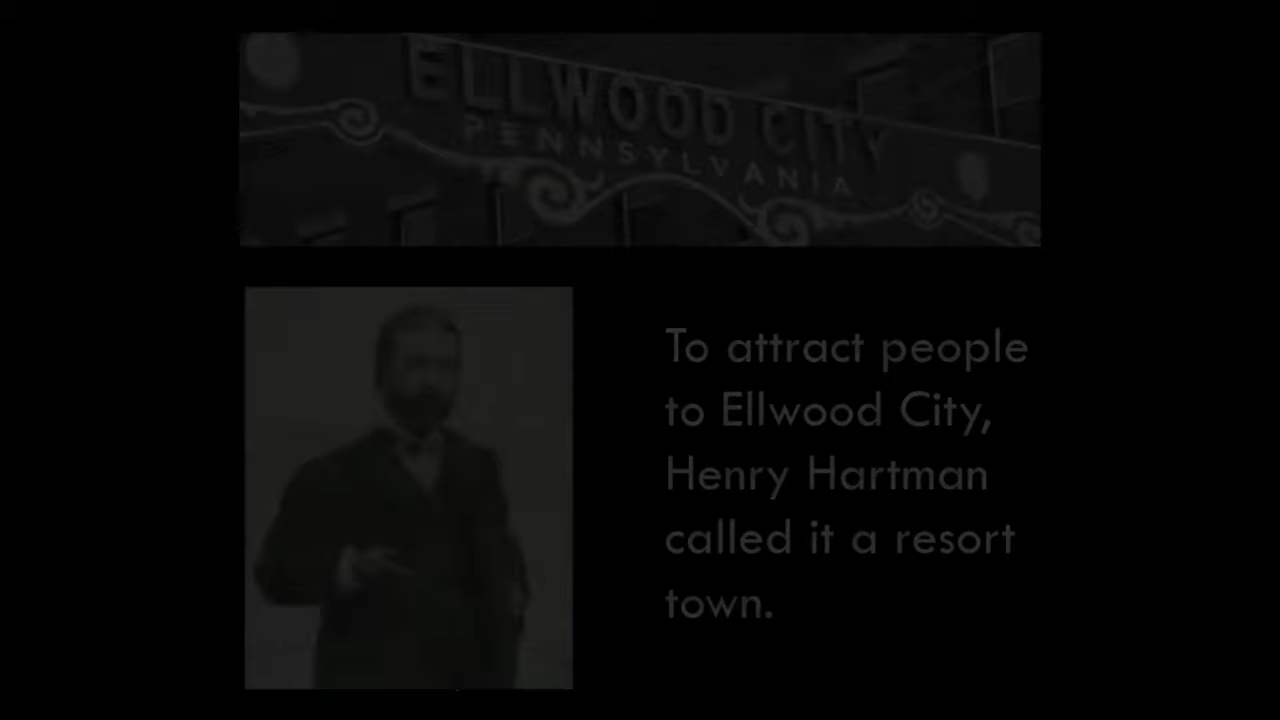 ELLWOOD CITY
PENNSYLVANIA
To attract people
to Ellwood City,
Henry Hartman
called it a resort
town.